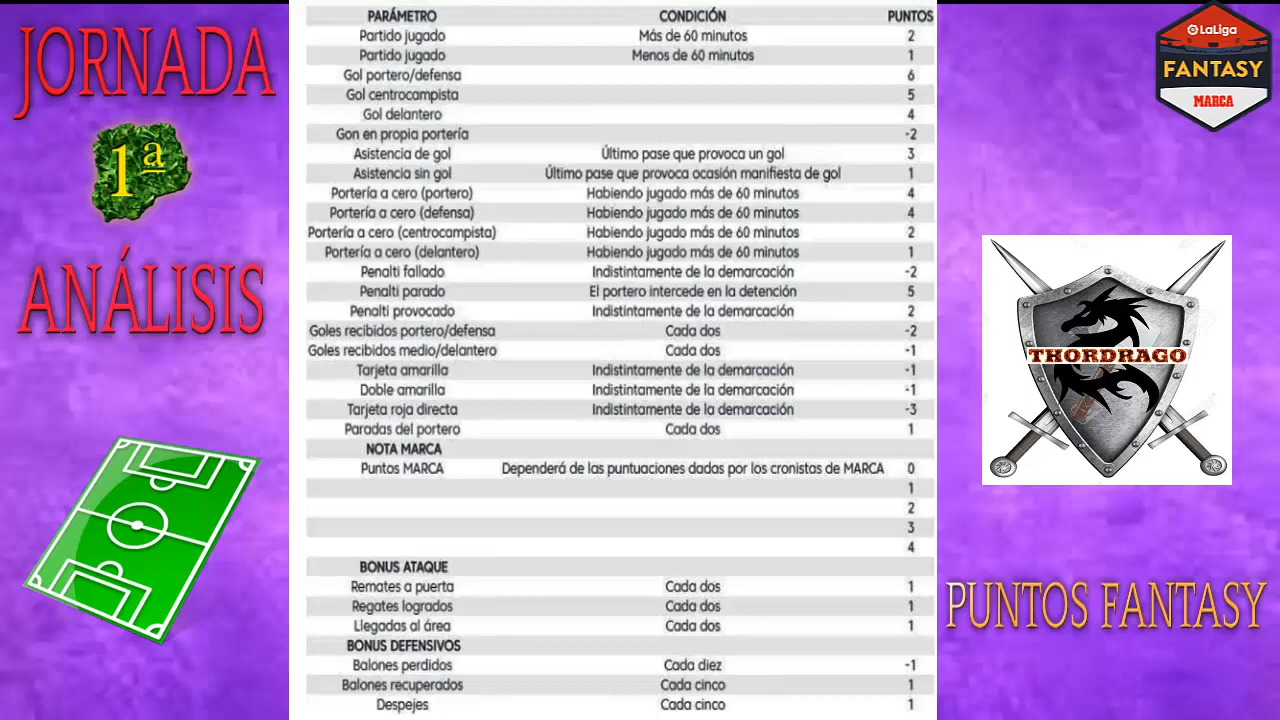 JORNADA
1ª
ANÁLISIS
PARÁMETRO CONDICIÓN PUNTOS
Partido jugado Más de 60 minutos 2
Partido jugado Menos de 60 minutos 1
Gol portero/defensa 6
Gol centrocampista 5
Gol delantero 4
Gon en propia portería -2
Asistencia de gol Último pase que provoca un gol 3
Asistencia sin gol Último pase que provoca ocasión manifiesta de gol 1
Portería a cero (portero) Habiendo jugado más de 60 minutos 4
Portería a cero (defensa) Habiendo jugado más de 60 minutos 4
Portería a cero (centrocampista) Habiendo jugado más de 60 minutos 2
Portería a cero (delantero) Habiendo jugado más de 60 minutos 1
Penalti fallado Indistintamente de la demarcación -2
Penalti parado El portero intercede en la detención 5
Penalti provocado Indistintamente de la demarcación 2
Goles recibidos portero/defensa Cada dos -2
Goles recibidos medio/delantero Cada dos -1
Tarjeta amarilla Indistintamente de la demarcación -1
Doble amarilla Indistintamente de la demarcación -1
Tarjeta roja directa Indistintamente de la demarcación -3
Paradas del portero Cada dos 1
NOTA MARCA
Puntos MARCA Dependerá de las puntuaciones dadas por los cronistas de MARCA 0
1
2
3
4
BONUS ATAQUE
Remates a puerta Cada dos 1
Regates logrados Cada dos 1
Llegadas al área Cada dos 1
BONUS DEFENSIVOS
Balones perdidos Cada diez -1
Balones recuperados Cada cinco 1
Despejes Cada cinco 1
LaLiga
FANTASY
MARCA
THORDRAGO
PUNTOS FANTASY